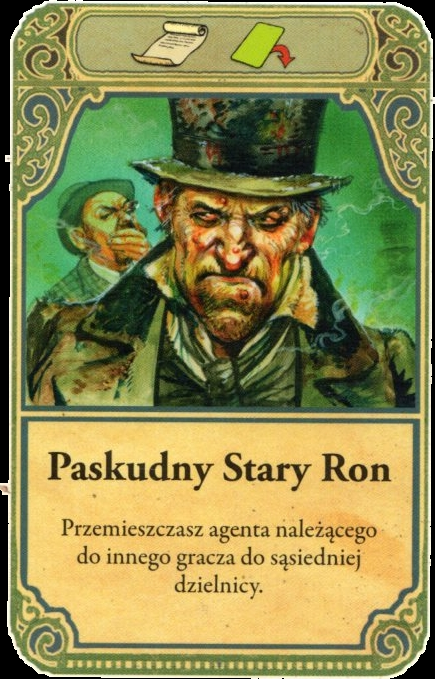 Paskudny Stary Ron
Przemieszczasz agenta należącego
do innego gracza do sąsiedniej
dzielnicy.